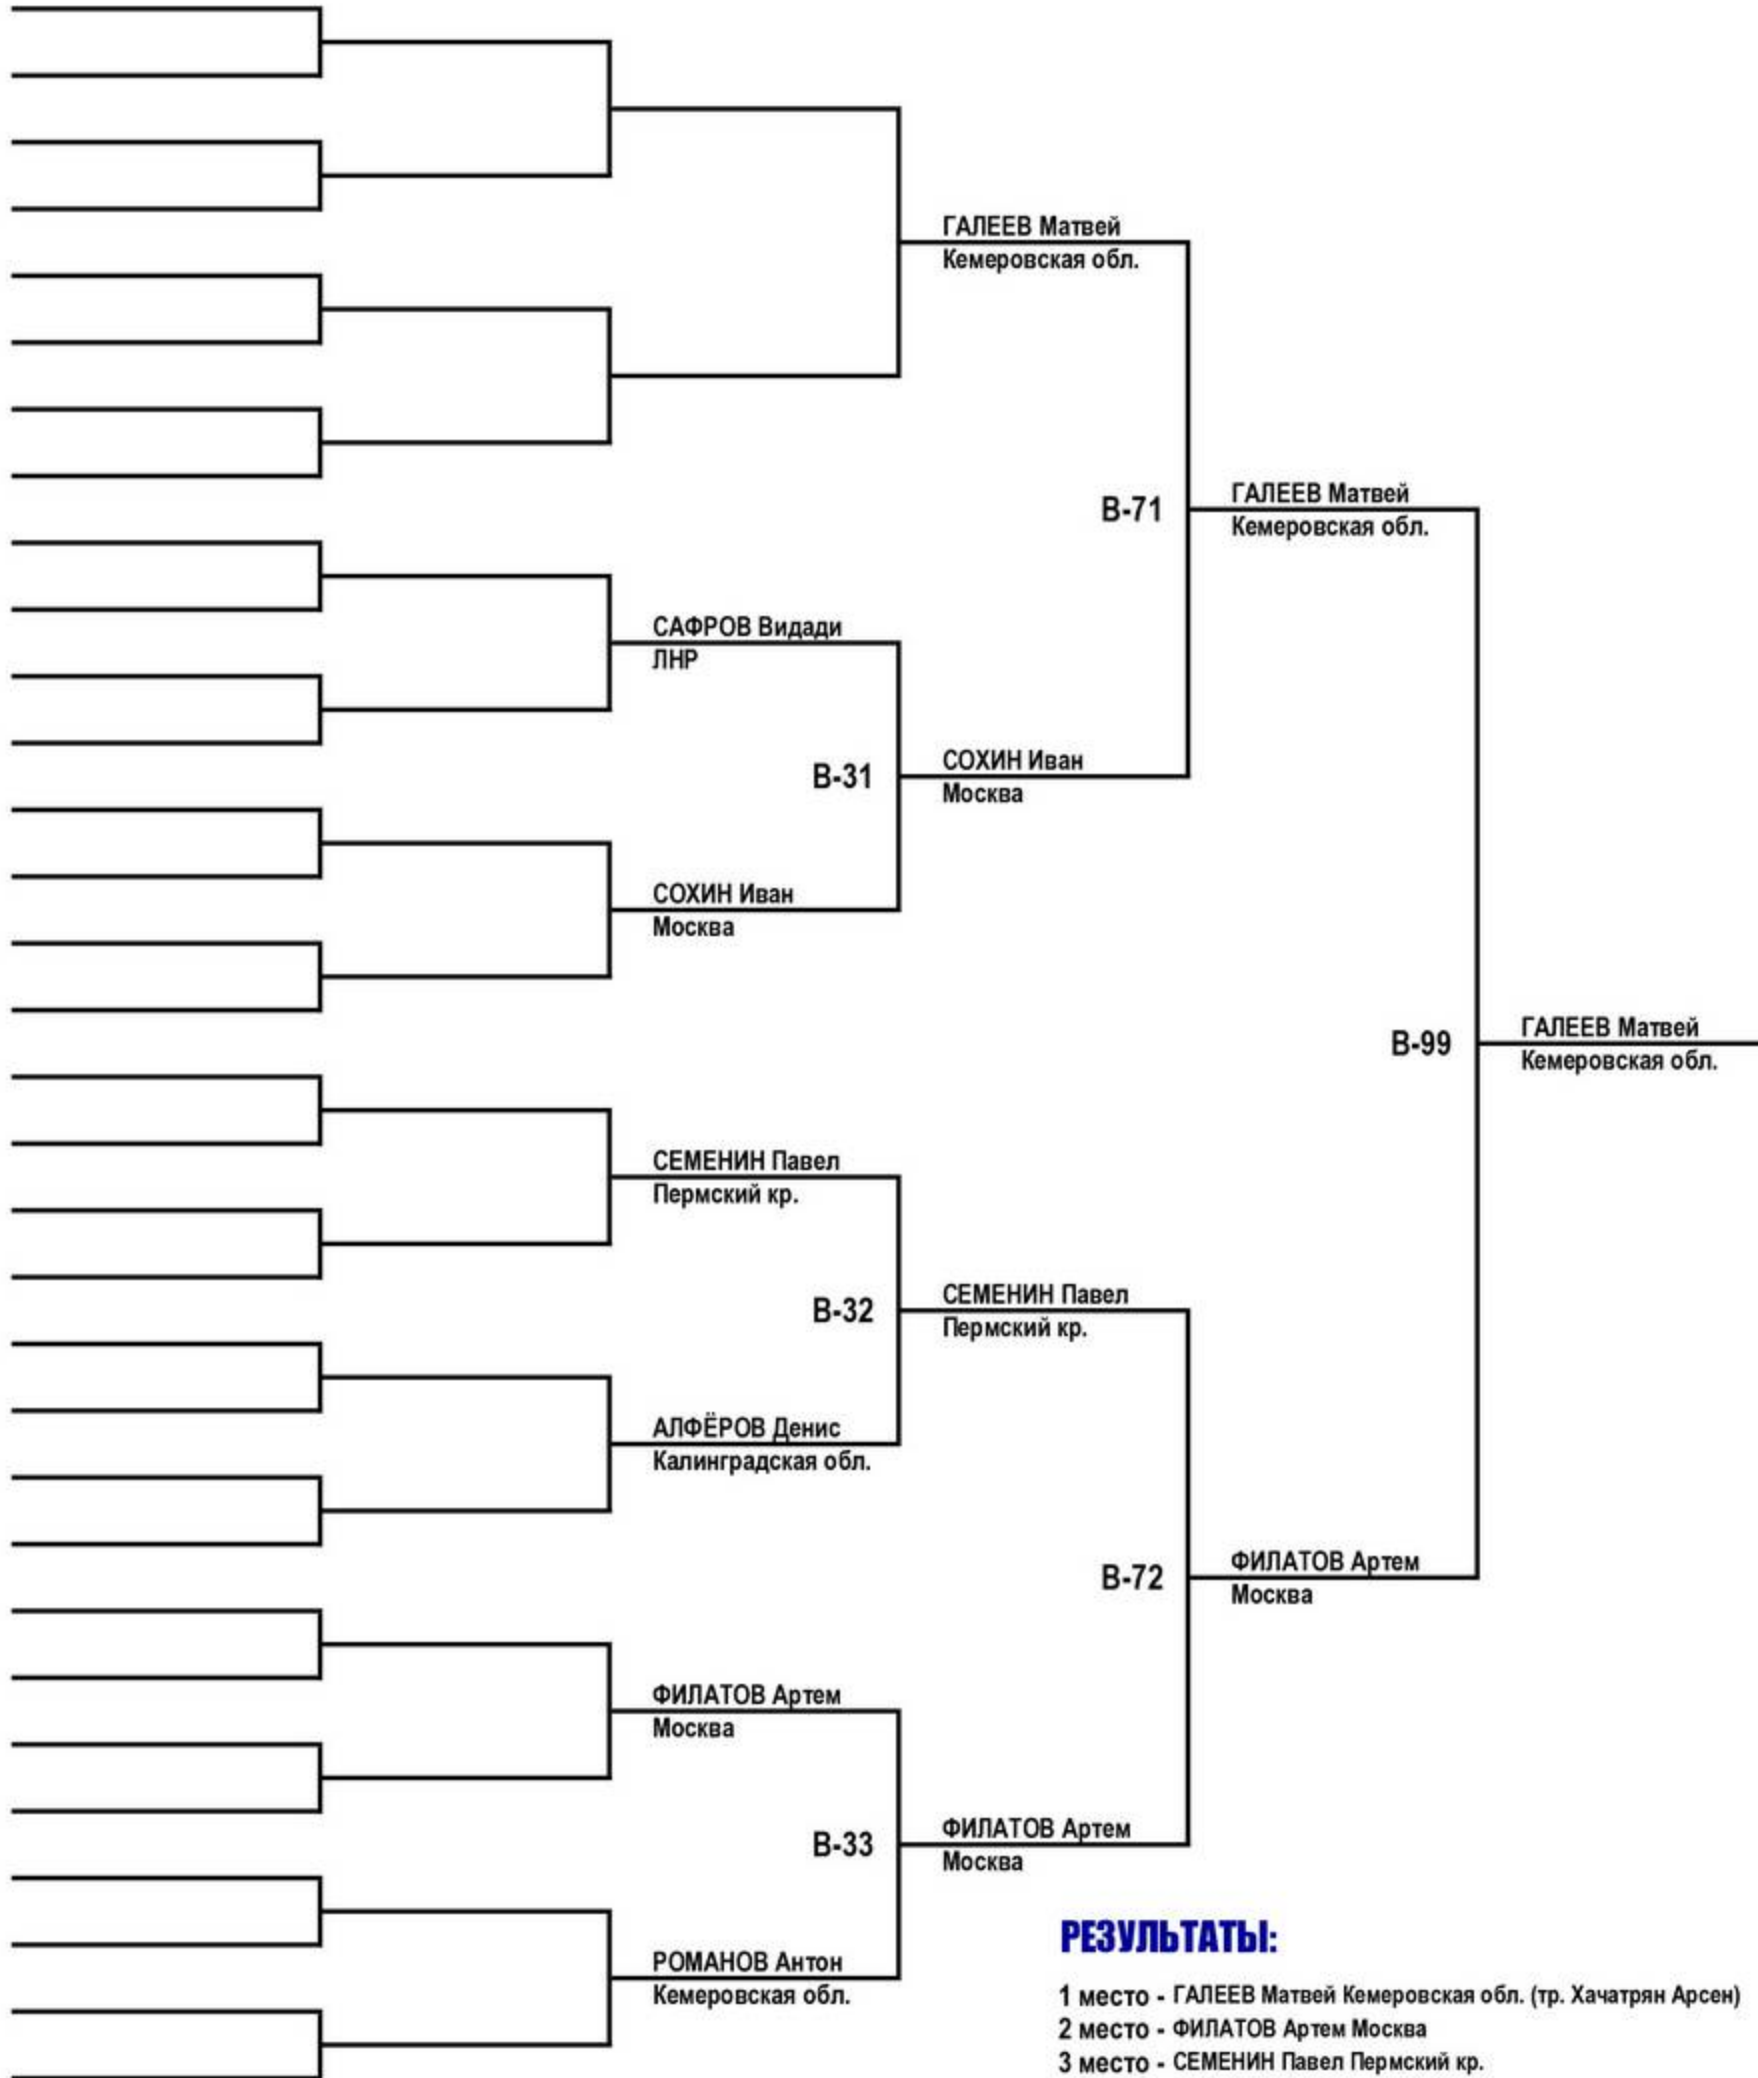 ГАЛЕЕВ Матвей
Кемеровская обл.
B-71
ГАЛЕЕВ Матвей
Кемеровская обл.
САФРОВ Видади
ЛНР
B-31
СОХИН Иван
Москва
СОХИН Иван
Москва
B-99
ГАЛЕЕВ Матвей
Кемеровская обл.
СЕМЕНИН Павел
Пермский кр.
B-32
СЕМЕНИН Павел
Пермский кр.
АЛФЁРОВ Денис
Калинградская обл.
B-72
ФИЛАТОВ Артем
Москва
ФИЛАТОВ Артем
Москва
B-33
ФИЛАТОВ Артем
Москва
РОМАНОВ Антон
Кемеровская обл.
РЕЗУЛЬТАТЫ:
1 место - ГАЛЕЕВ Матвей Кемеровская обл. (тр. Хачатрян Арсен)
2 место - ФИЛАТОВ Артем Москва
3 место - СЕМЕНИН Павел Пермский кр.